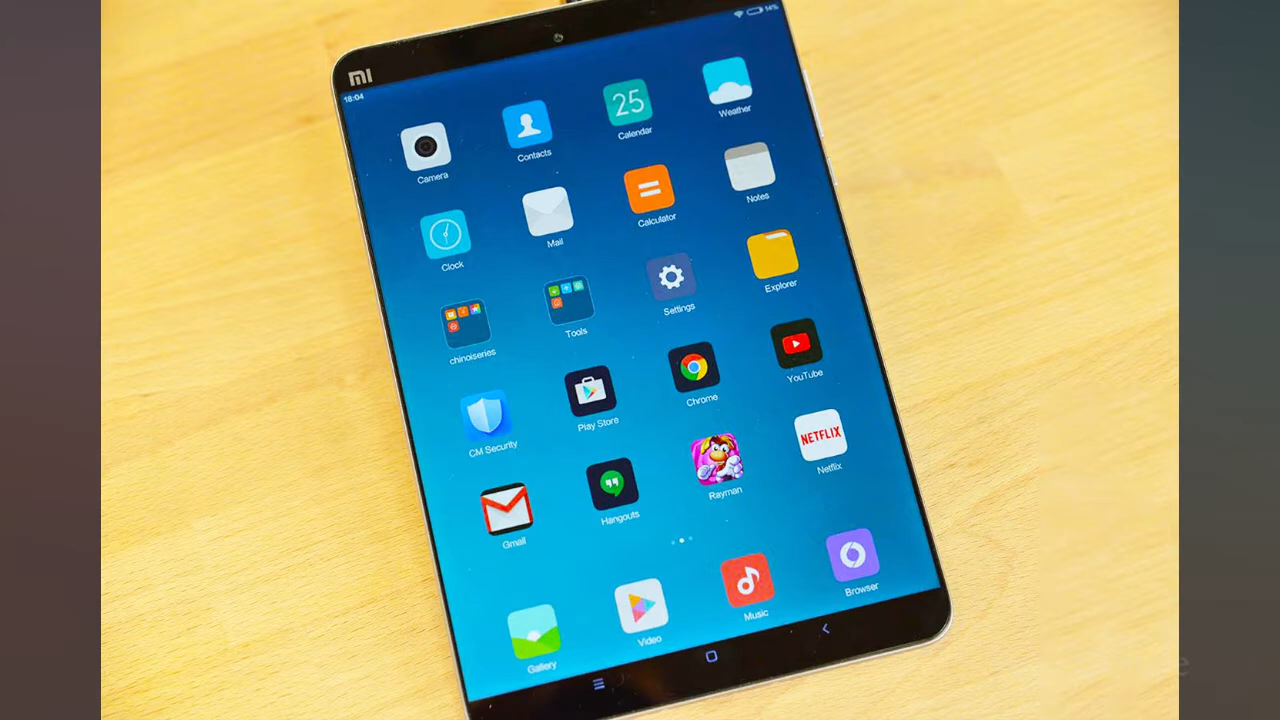 MI
14%
18:04
Camera
Contacts
25
Calendar
Weather
Clock
Mail
Calculator
Notes
chinoiseries
Tools
Settings
Explorer
CM Security
Play Store
Chrome
YouTube
Gmail
Hangouts
Rayman
NETFLIX
Netflix
Gallery
Video
Music
Browser